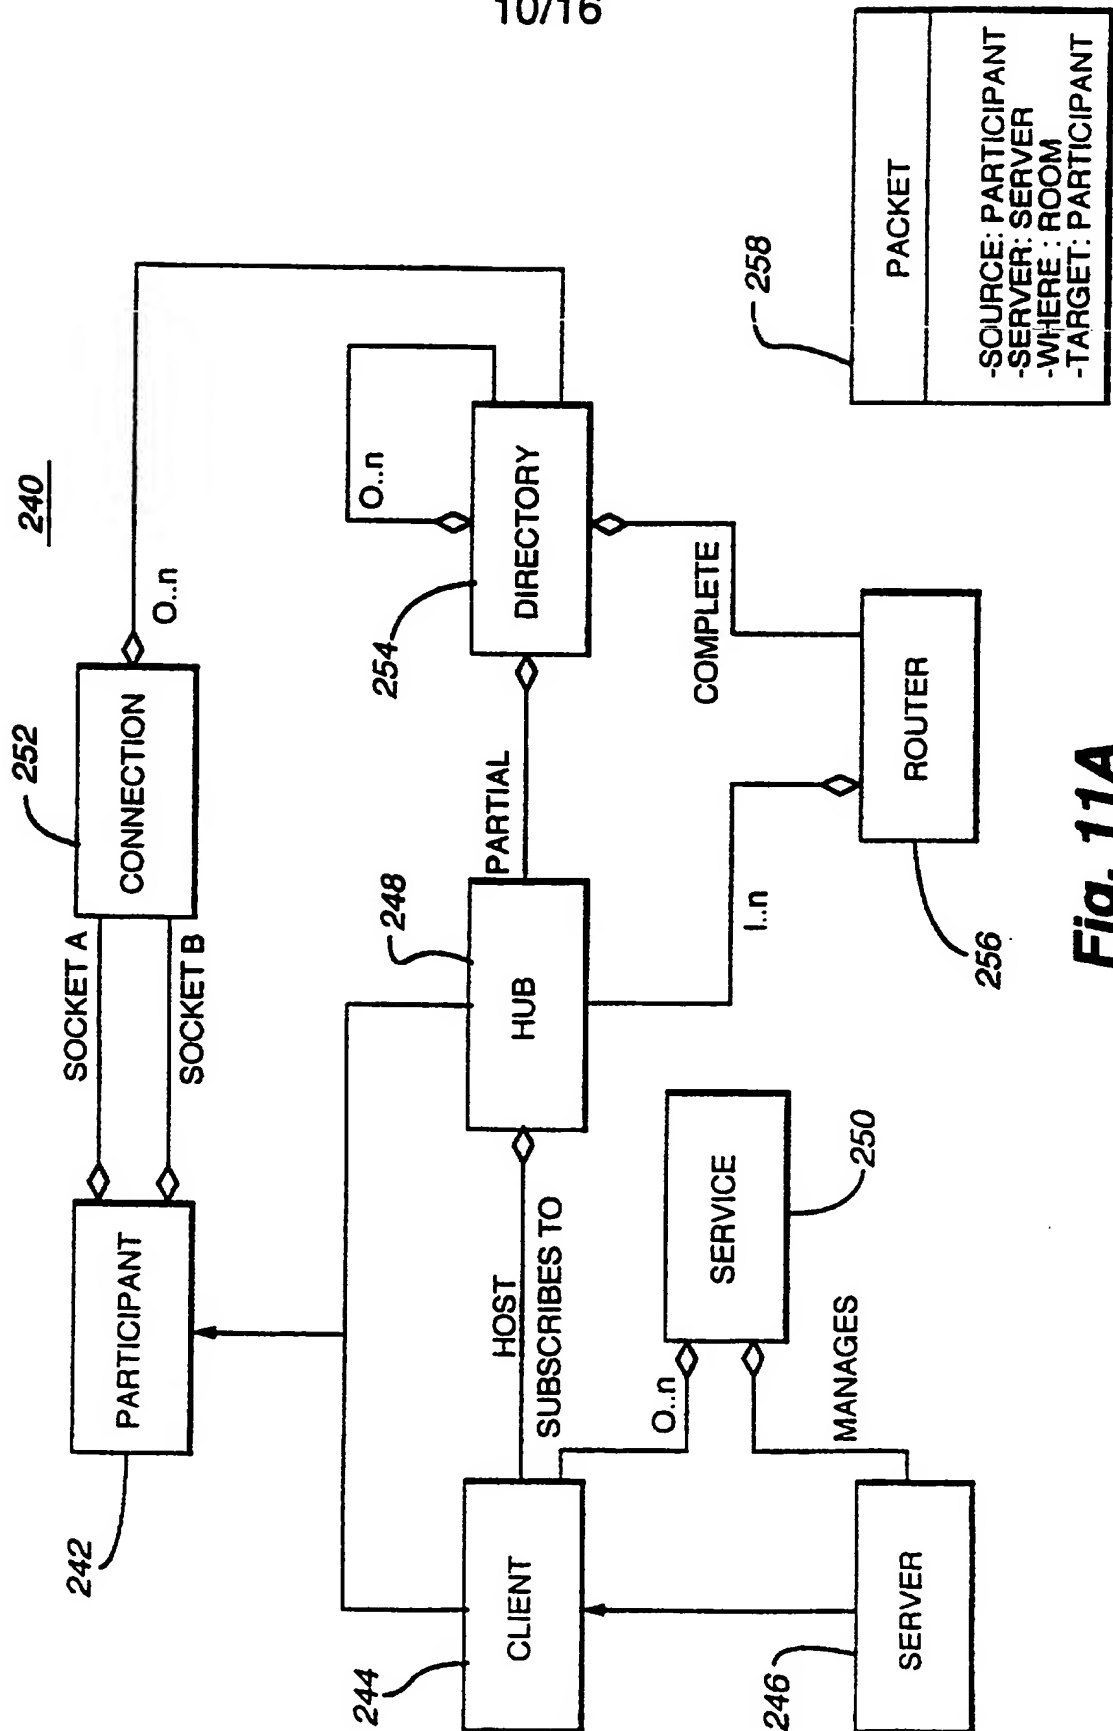 10/16
240
252
SOCKET A
SOCKET B
PARTICIPANT
CONNECTION
O..n
242
O..n
254
DIRECTORY
248
PARTIAL
HUB
HOST
SUBSCRIBES TO
CLIENT
244
COMPLETE
O..n
SERVICE
250
I..n
MANAGES
ROUTER
256
SERVER
246
258
PACKET
-SOURCE: PARTICIPANT
-SERVER: SERVER
-WHERE : ROOM
-TARGET: PARTICIPANT
Fig. 11A